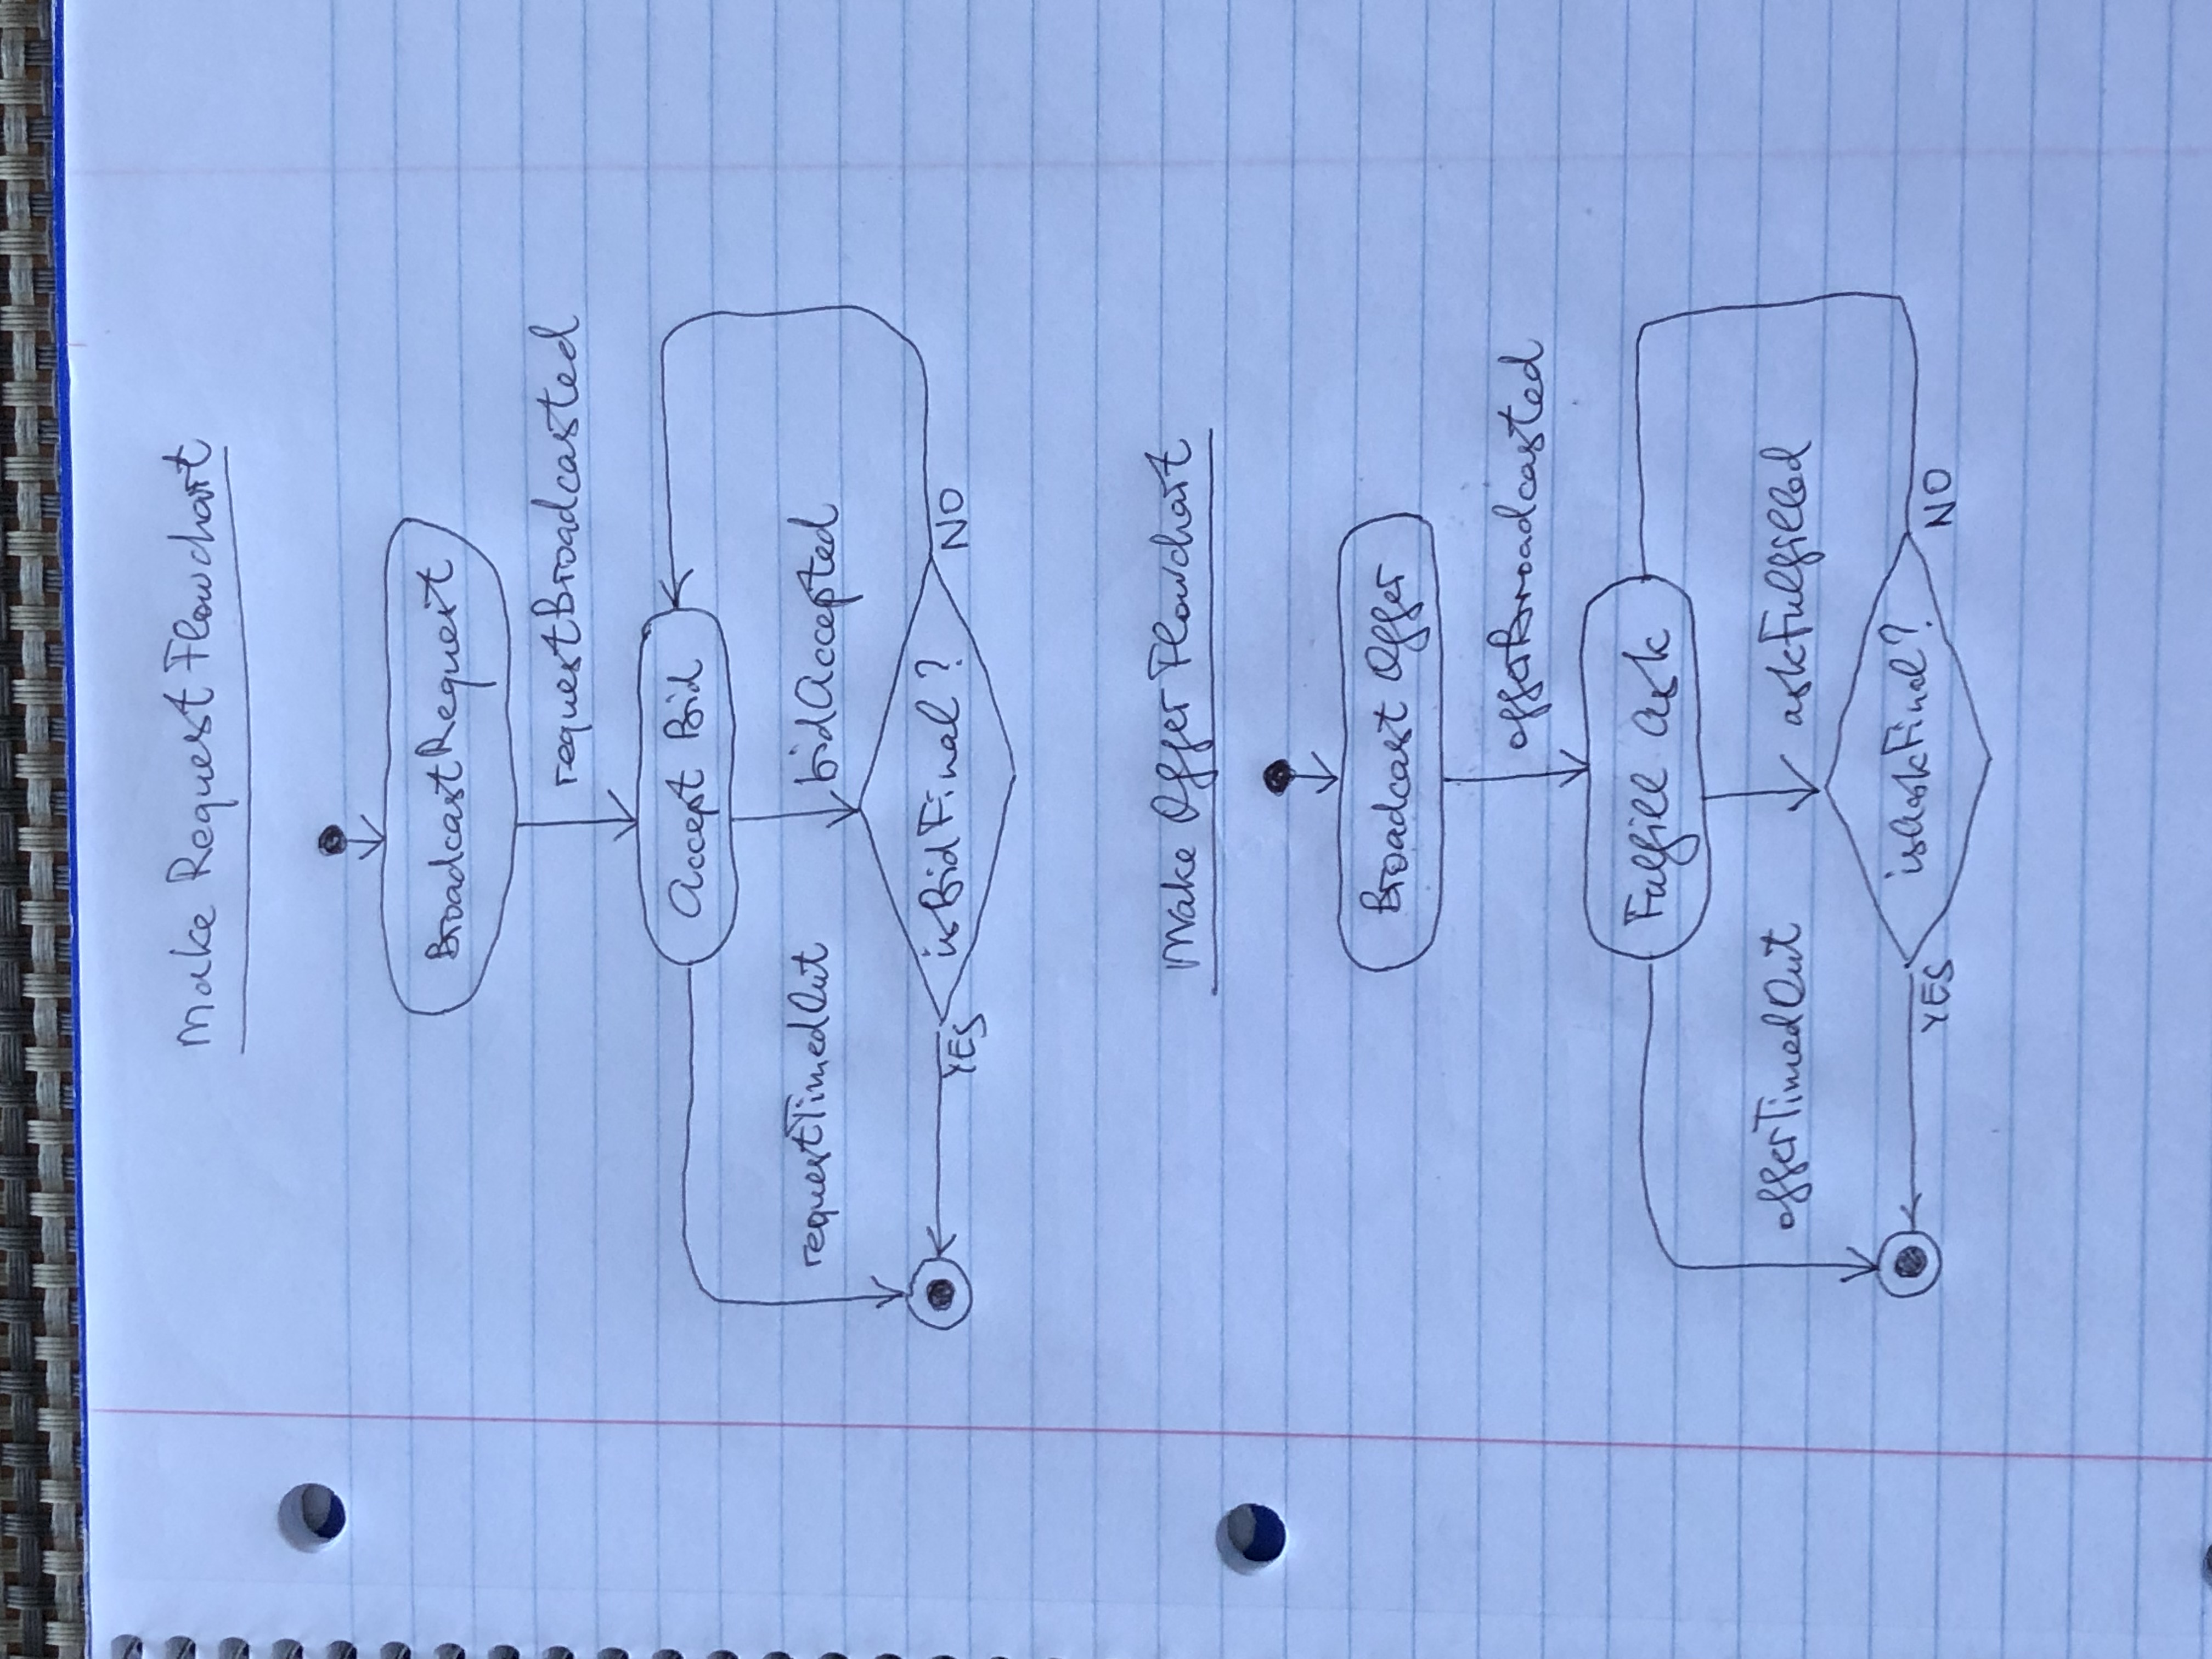 Make Request Flowchart
BroadcastRequest
requestBroadcasted
Accept Bid
requestTimedOut
bidAccepted
isBidFinal?
YES
NO
Make Offer Flowchart
Broadcast Offer
offerBroadcasted
Fulfill Ask
offerTimedOut
askFulfilled
isAskFinal?
YES
NO